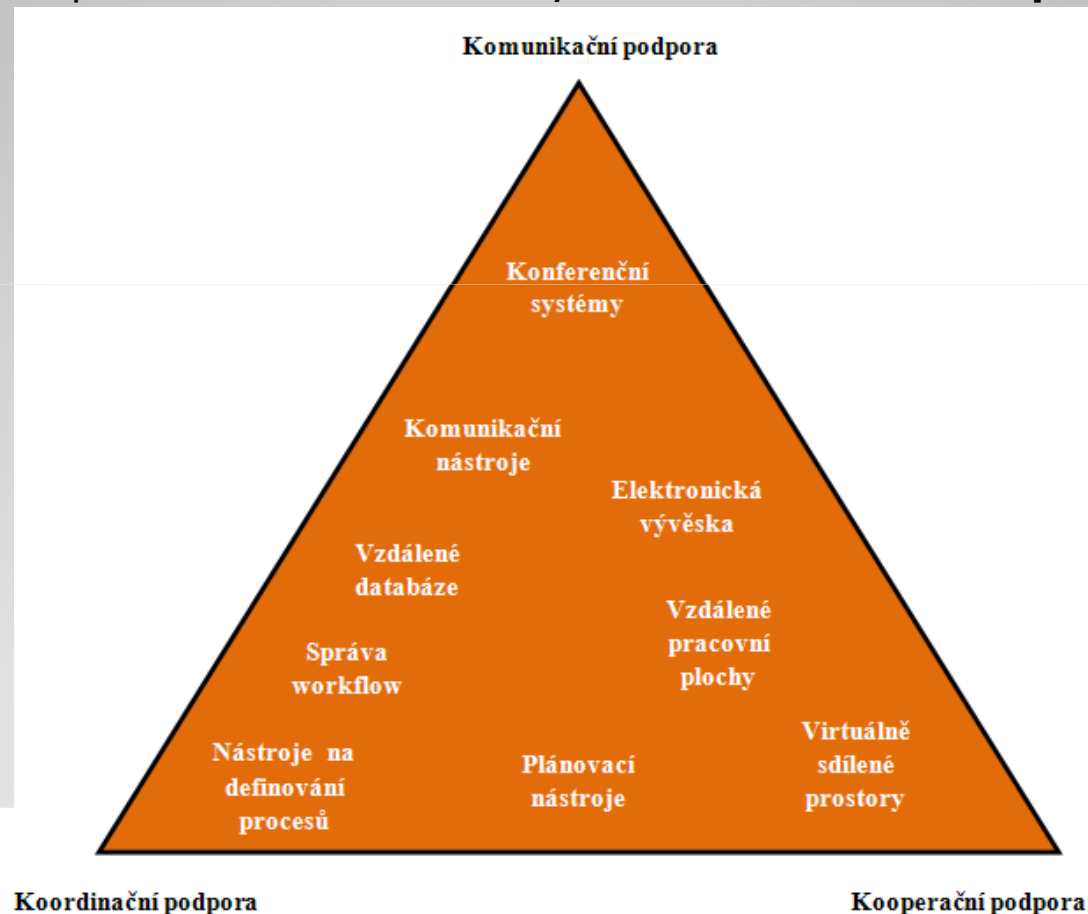 Komunikační podpora
Konferenční
systémy
Komunikační
nástroje
Elektronická
vývěska
Vzdálené
databáze
Vzdálené
pracovní
plochy
Správa
workflow
Nástroje na
definování
procesů
Plánovací
nástroje
Virtuálně
sdílené
prostory
Koordinační podpora
Kooperační podpora